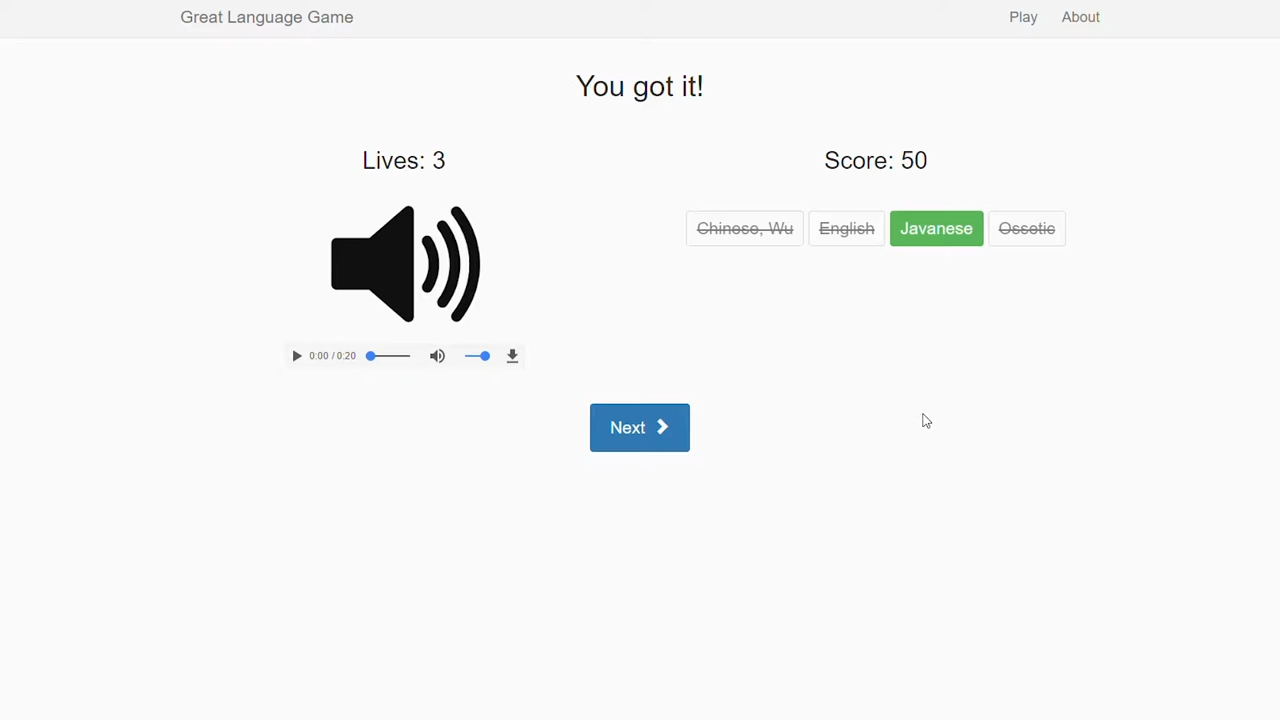 Great Language Game Play About
You got it!
Lives: 3 Score: 50
Chinese, Wu English Javanese Ossetic
0:00 / 0:20
Next